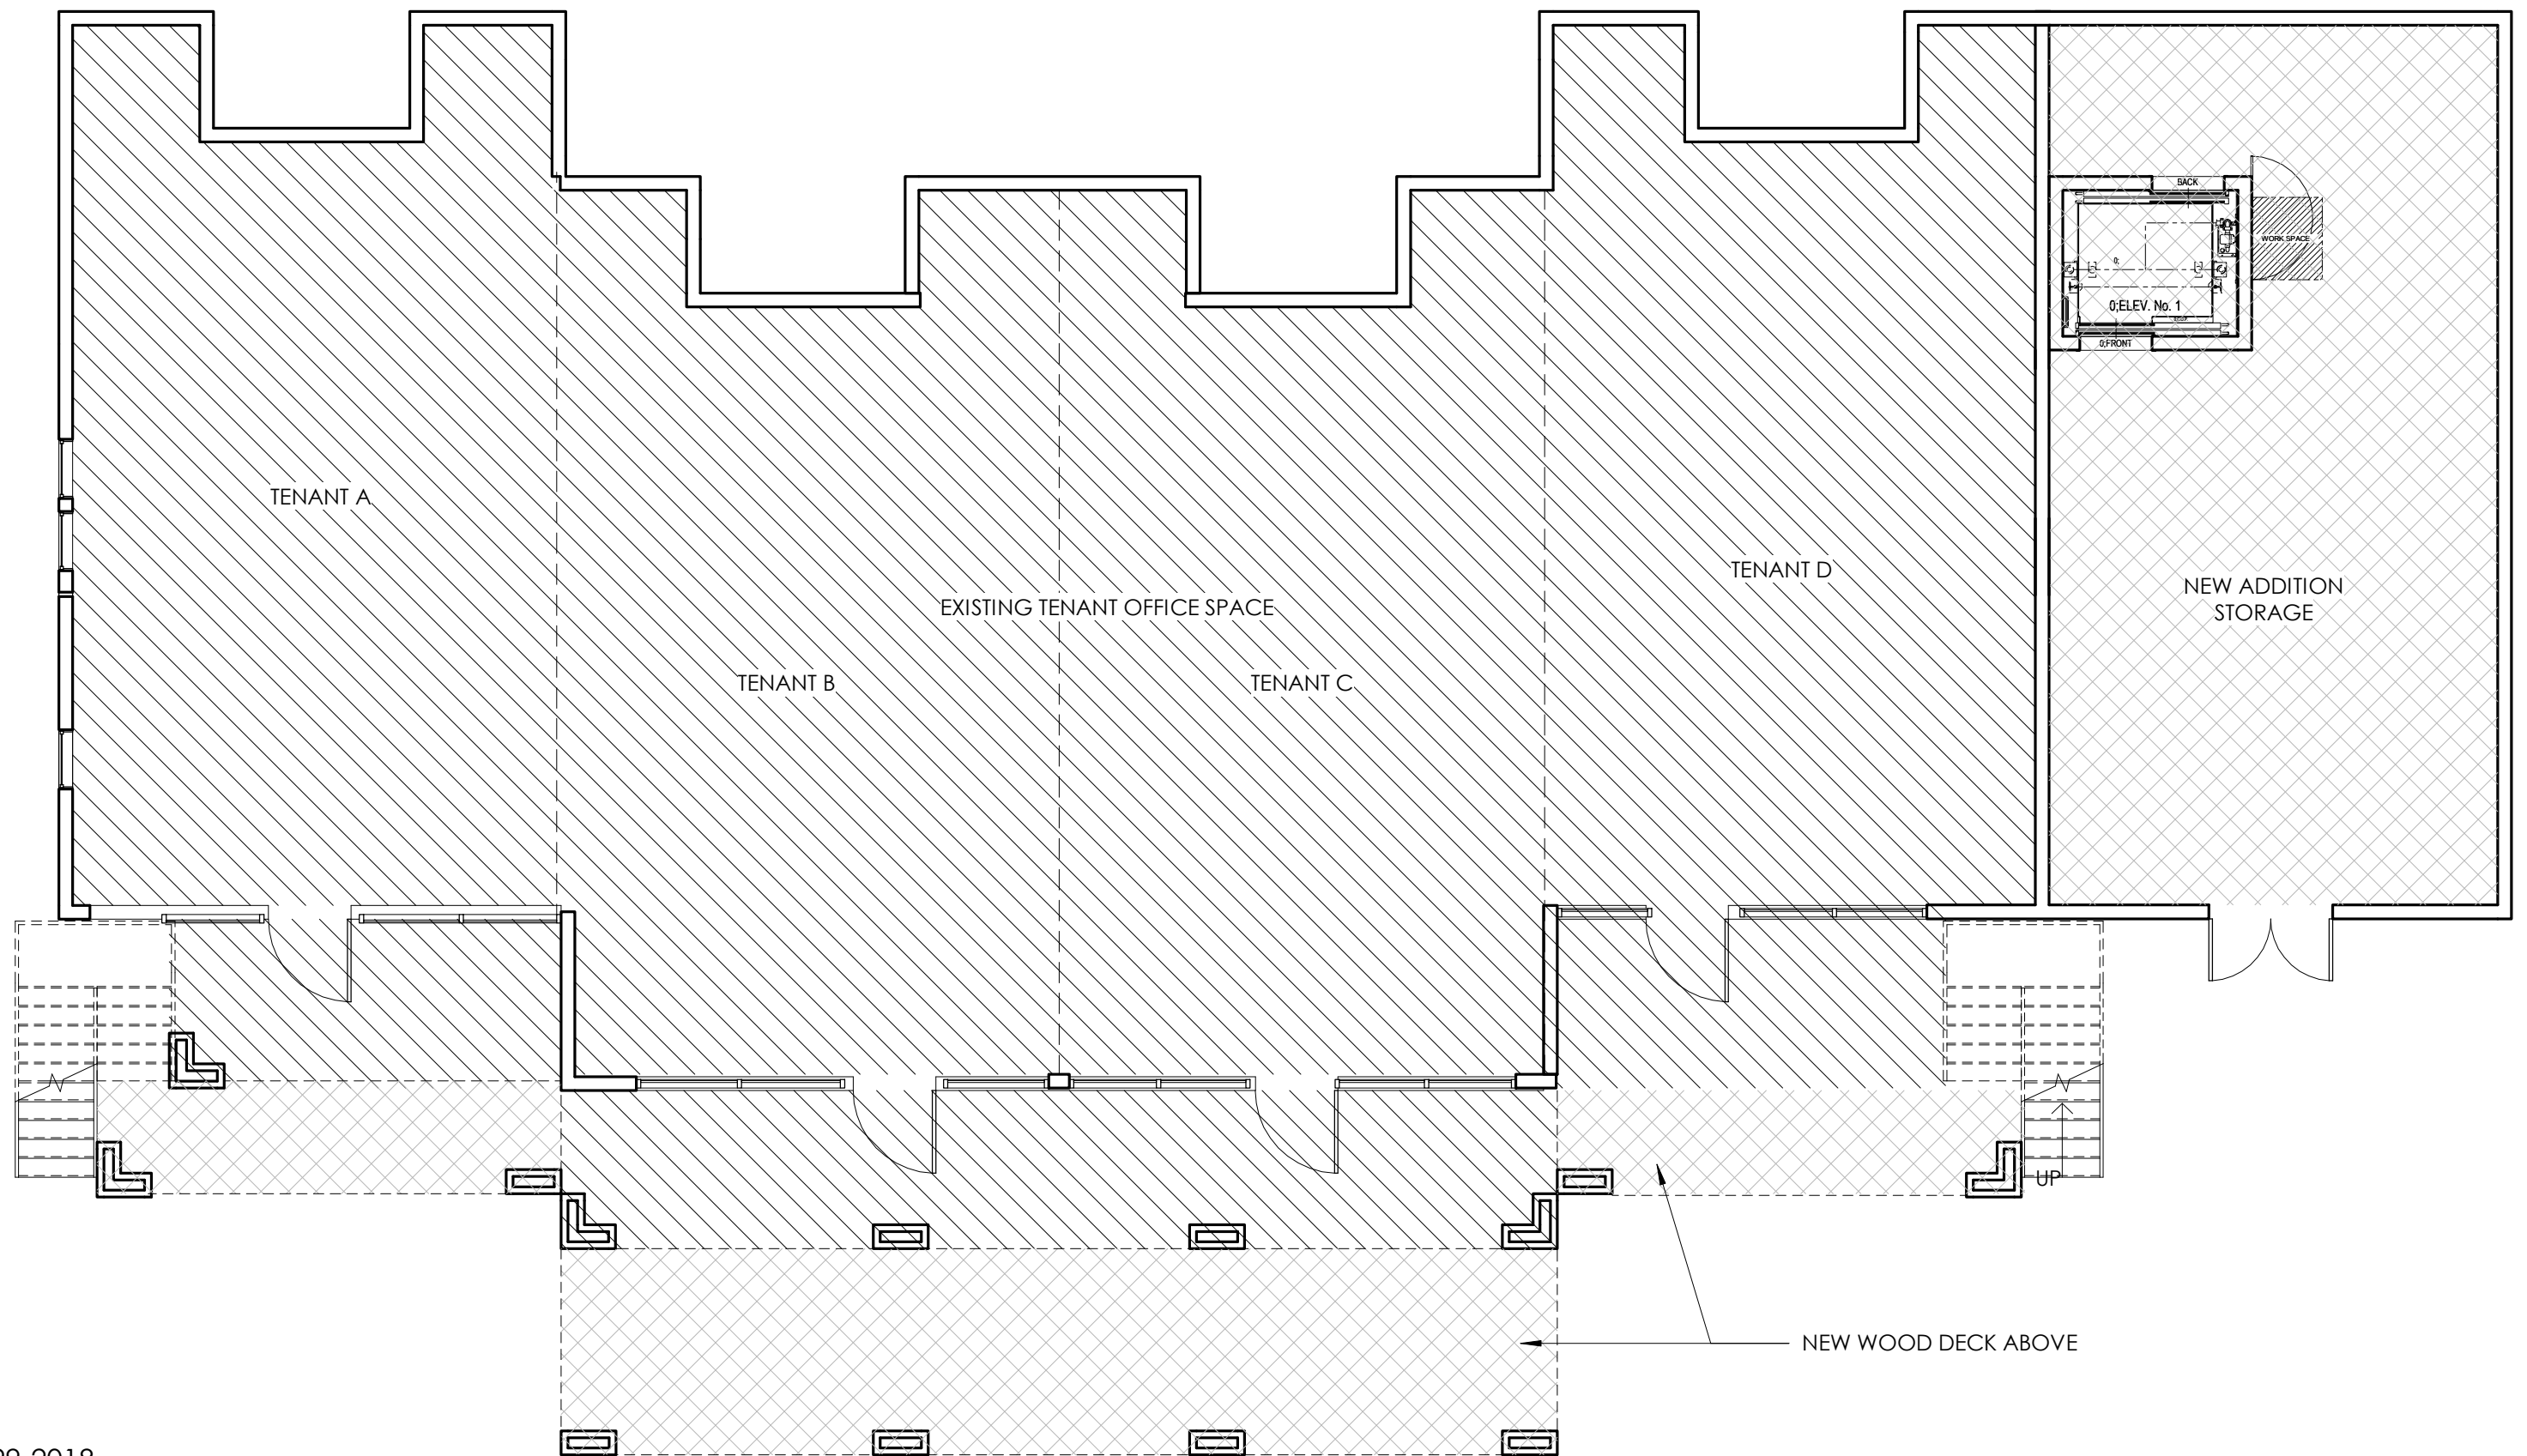 BACK
WORK SPACE
0;
0;ELEV. No. 1
0;FRONT
TENANT A
TENANT D
NEW ADDITION
STORAGE
EXISTING TENANT OFFICE SPACE
TENANT B
TENANT C
UP
NEW WOOD DECK ABOVE